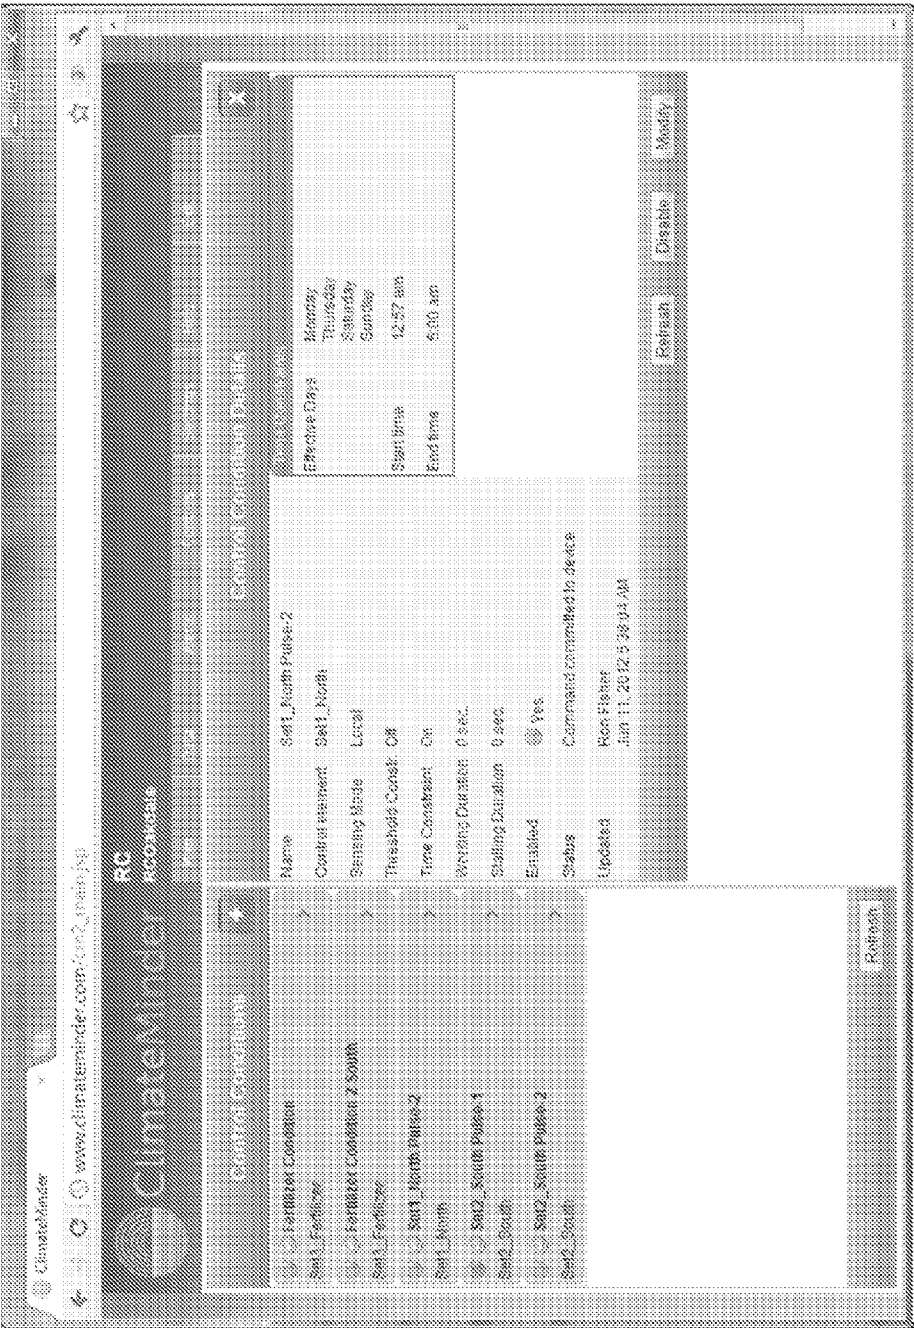 ClimateMinder
www.climateminder.com/cm2_main.jsp
ClimateMinder
RG
Control Conditions
Fertilizer Condition
Set1_Fertilizer
Fertilizer Condition 2 South
Set1_Fertilizer
Set1_North Pulse-2
Set1_North
Set2_South Pulse-1
Set2_South
Set2_South Pulse-2
Set2_South
Refresh
Control Condition Details
X
Name Set1_North Pulse-2
Control element Set1_North
Sensing Mode Local
Threshold Constr. Off
Time Constraint On
Working Duration 0 sec.
Stalling Duration 0 sec.
Enabled Yes
Status Command committed to device
Updated Ron Fisher
Jun 11, 2012 5:38:04 AM
Effective Days Monday
Thursday
Saturday
Sunday
Start time 12:57 am
End time 5:00 am
Refresh Disable Modify